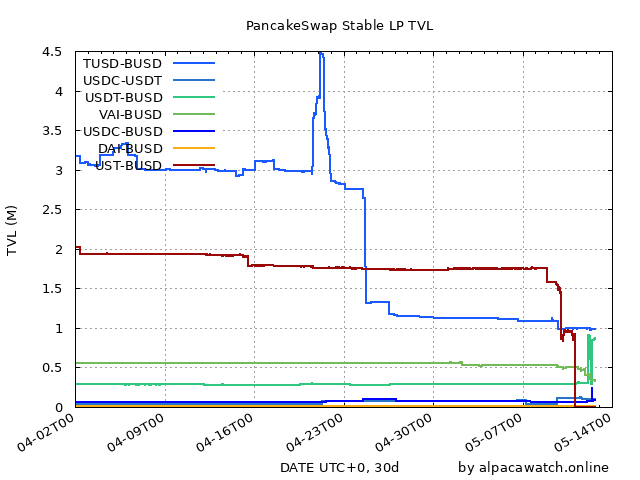 PancakeSwap Stable LP TVL
TVL (M)
4.5
4
3.5
3
2.5
2
1.5
1
0.5
0
TUSD-BUSD
USDC-USDT
USDT-BUSD
VAI-BUSD
USDC-BUSD
DAI-BUSD
UST-BUSD
04-02T00
04-09T00
04-16T00
04-23T00
04-30T00
05-07T00
05-14T00
DATE UTC+0, 30d
by alpacawatch.online